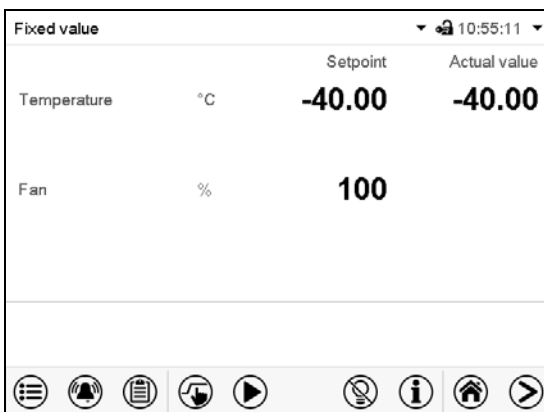 Fixed value 10:55:11
Setpoint Actual value
Temperature °C -40.00 -40.00
Fan % 100